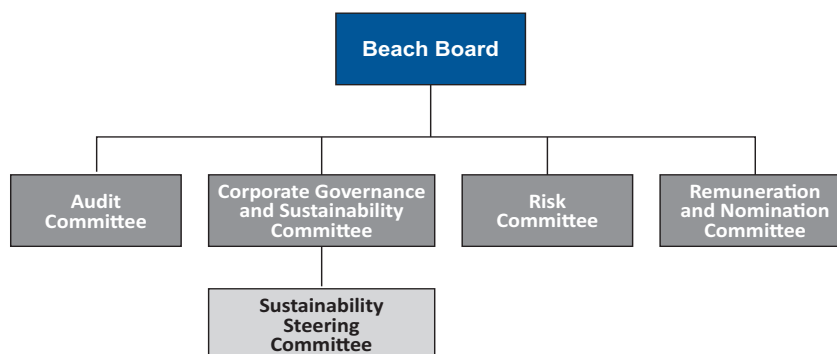 Beach Board
Audit
Committee
Corporate Governance
and Sustainability
Committee
Risk
Committee
Remuneration
and Nomination
Committee
Sustainability
Steering
Committee